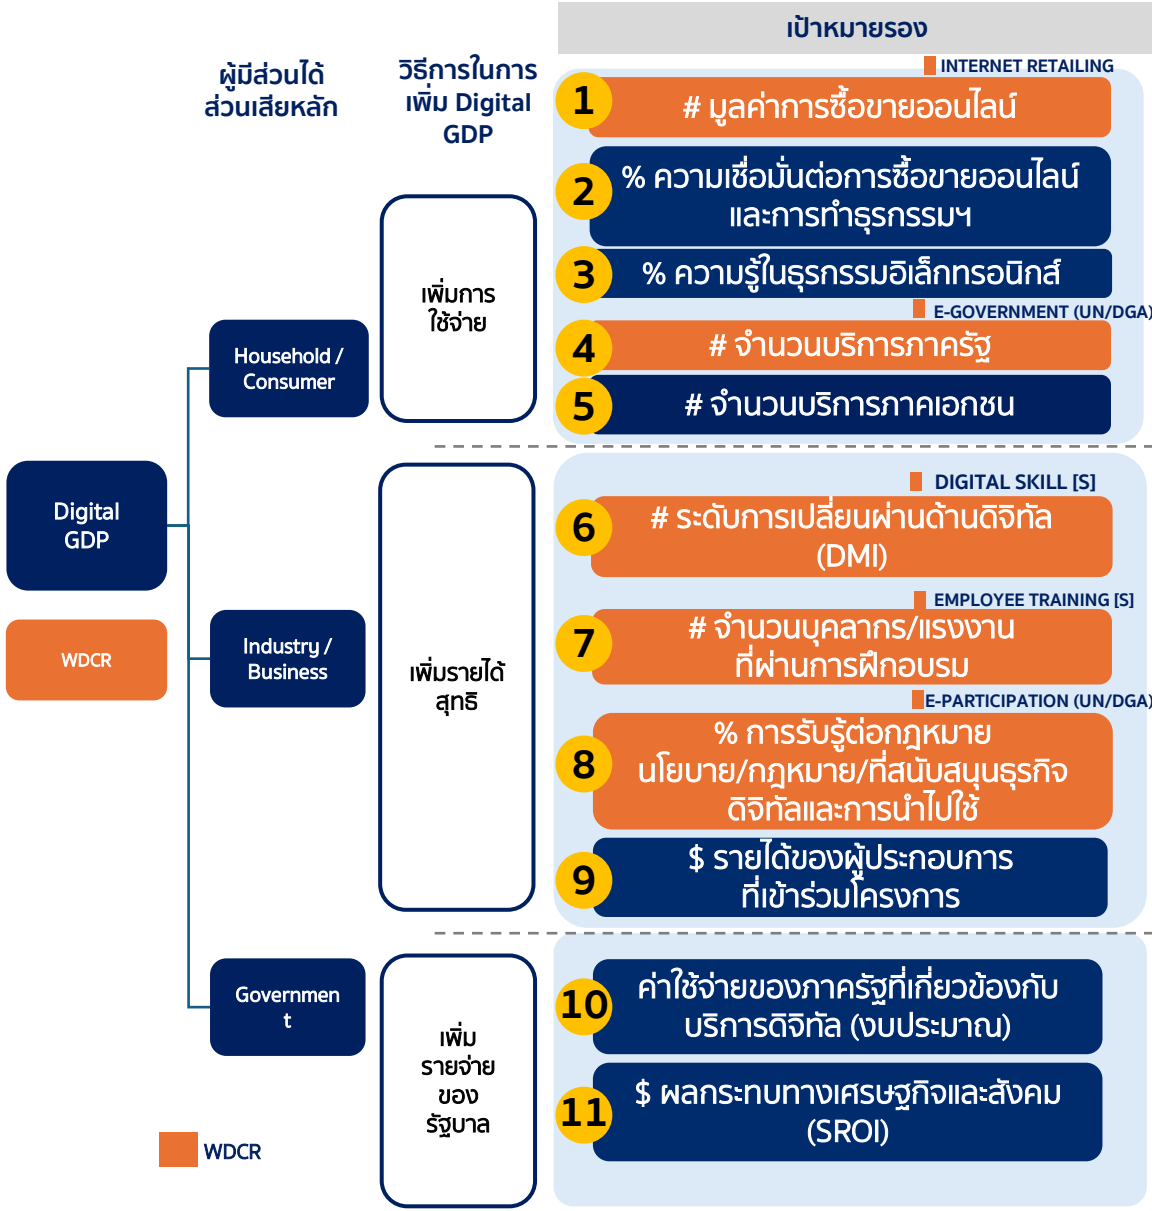 เป้าหมายรอง
ผู้มีส่วนได้
ส่วนเสียหลัก
วิธีการในการ
เพิ่ม Digital
GDP
INTERNET RETAILING
1
# มูลค่าการซื้อขายออนไลน์
2
% ความเชื่อมั่นต่อการซื้อขายออนไลน์
และการทำธุรกรรมฯ
3
% ความรู้ในธุรกรรมอิเล็กทรอนิกส์
E-GOVERNMENT (UN/DGA)
4
# จำนวนบริการภาครัฐ
5
# จำนวนบริการภาคเอกชน
เพิ่มการ
ใช้จ่าย
Household /
Consumer
Digital
GDP
WDCR
DIGITAL SKILL [S]
6
# ระดับการเปลี่ยนผ่านด้านดิจิทัล
(DMI)
EMPLOYEE TRAINING [S]
7
# จำนวนบุคลากร/แรงงาน
ที่ผ่านการฝึกอบรม
Industry /
Business
เพิ่มรายได้
สุทธิ
E-PARTICIPATION (UN/DGA)
8
% การรับรู้ต่อกฎหมาย
นโยบาย/กฎหมาย/ที่สนับสนุนธุรกิจ
ดิจิทัลและการนำไปใช้
9
$ รายได้ของผู้ประกอบการ
ที่เข้าร่วมโครงการ
Governmen
t
เพิ่ม
รายจ่าย
ของ
รัฐบาล
10
ค่าใช้จ่ายของภาครัฐที่เกี่ยวข้องกับ
บริการดิจิทัล (งบประมาณ)
11
$ ผลกระทบทางเศรษฐกิจและสังคม
(SROI)
WDCR